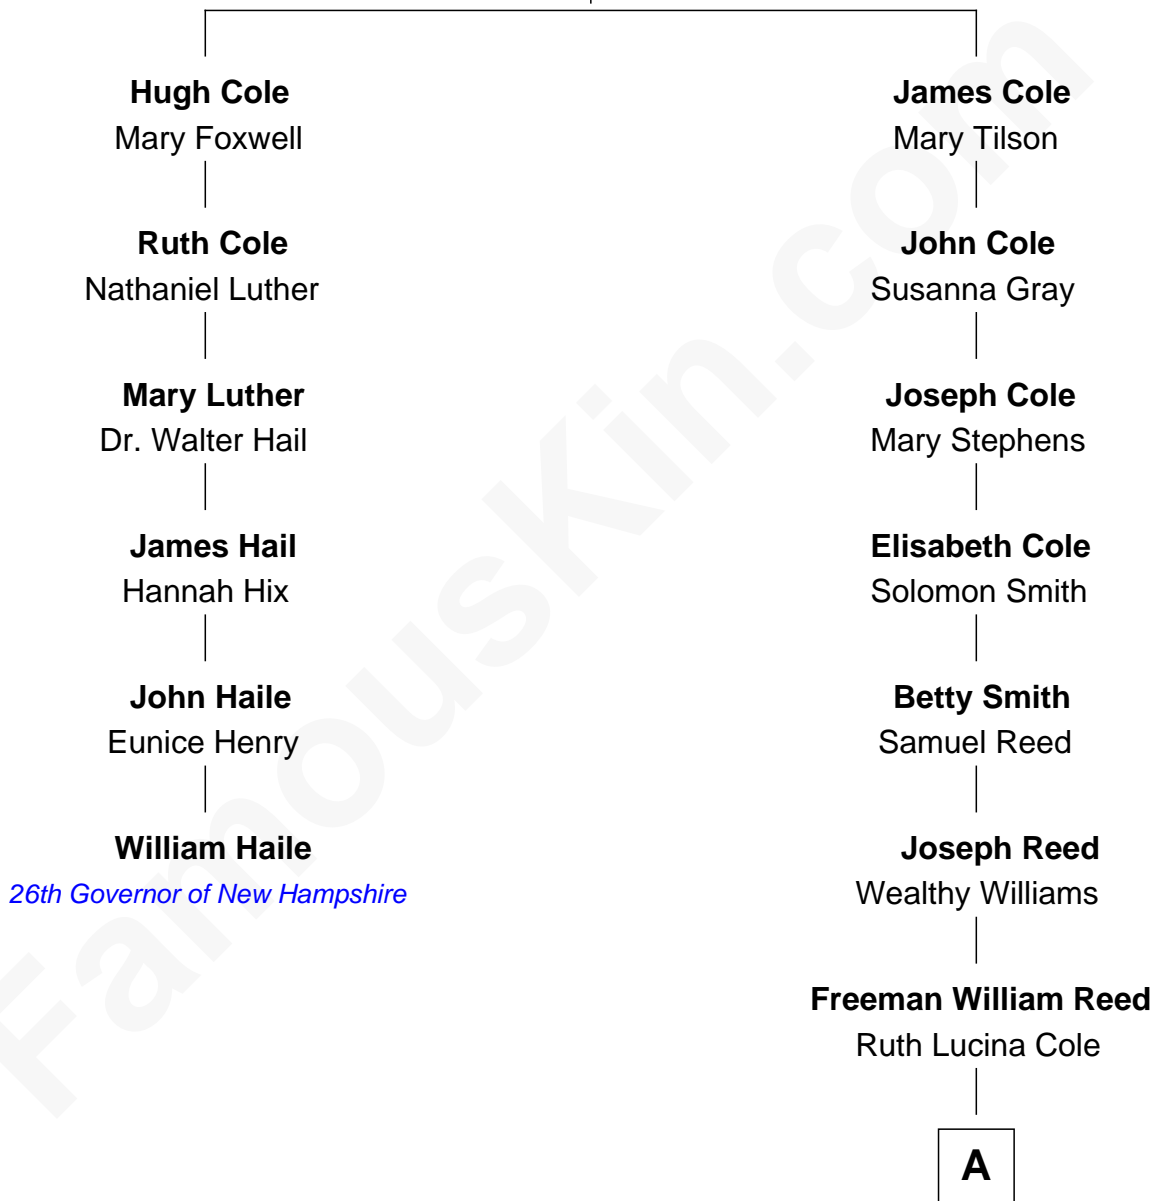 Hugh Cole
Mary Foxwell
Ruth Cole
Nathaniel Luther
Mary Luther
Dr. Walter Hail
James Hail
Hannah Hix
John Haile
Eunice Henry
William Haile
26th Governor of New Hampshire
James Cole
Mary Tilson
John Cole
Susanna Gray
Joseph Cole
Mary Stephens
Elisabeth Cole
Solomon Smith
Betty Smith
Samuel Reed
Joseph Reed
Wealthy Williams
Freeman William Reed
Ruth Lucina Cole
A
FamousKin.com